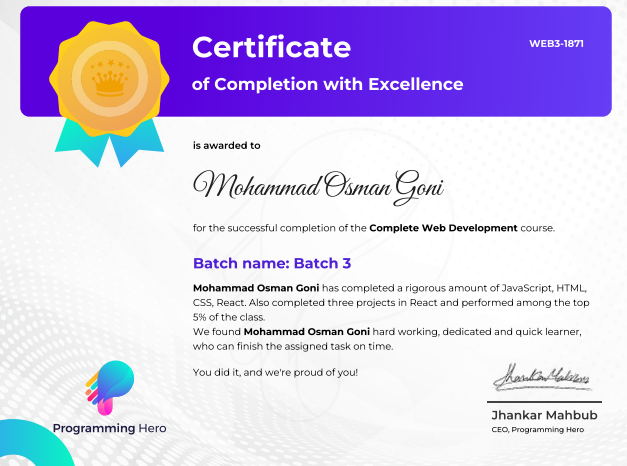 Certificate
WEB3-1871
of Completion with Excellence
is awarded to
Mohammad Osman Goni
for the successful completion of the Complete Web Development course.
Batch name: Batch 3
Mohammad Osman Goni has completed a rigorous amount of JavaScript, HTML,
CSS, React. Also completed three projects in React and performed among the top
5% of the class.
We found Mohammad Osman Goni hard working, dedicated and quick learner,
who can finish the assigned task on time.
You did it, and we're proud of you!
Jhankar Mahbub
CEO, Programming Hero
Programming Hero